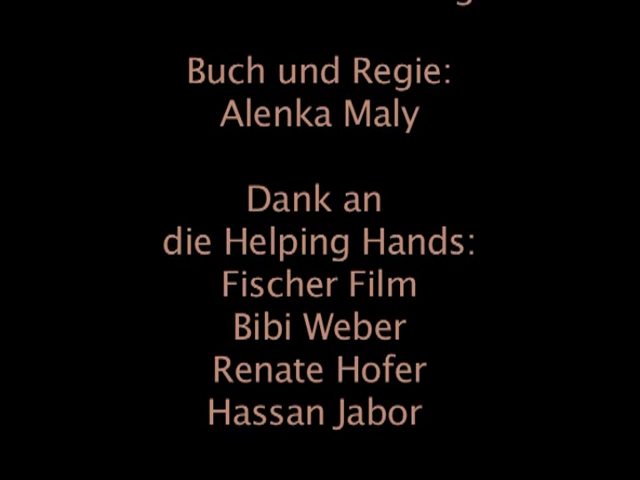 Buch und Regie:
Alenka Maly
Dank an
die Helping Hands:
Fischer Film
Bibi Weber
Renate Hofer
Hassan Jabor